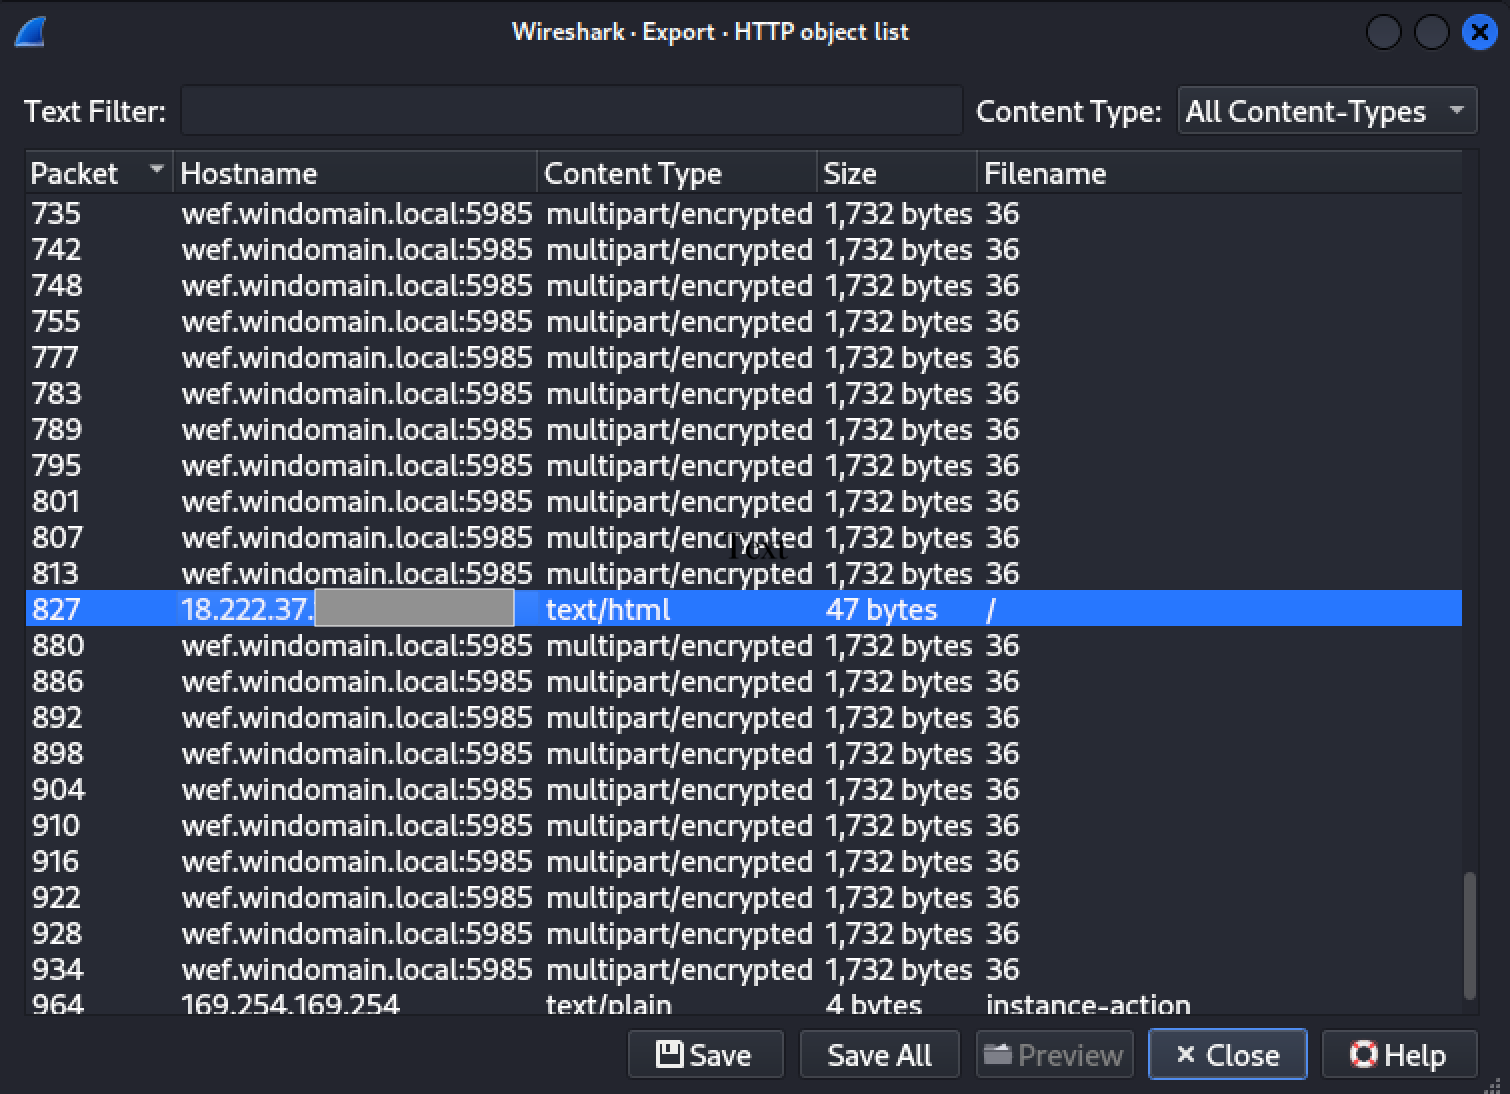 Wireshark · Export · HTTP object list
Text Filter: Content Type: All Content-Types
Packet Hostname Content Type Size Filename
735 wef.windomain.local:5985 multipart/encrypted 1,732 bytes 36
742 wef.windomain.local:5985 multipart/encrypted 1,732 bytes 36
748 wef.windomain.local:5985 multipart/encrypted 1,732 bytes 36
755 wef.windomain.local:5985 multipart/encrypted 1,732 bytes 36
777 wef.windomain.local:5985 multipart/encrypted 1,732 bytes 36
783 wef.windomain.local:5985 multipart/encrypted 1,732 bytes 36
789 wef.windomain.local:5985 multipart/encrypted 1,732 bytes 36
795 wef.windomain.local:5985 multipart/encrypted 1,732 bytes 36
801 wef.windomain.local:5985 multipart/encrypted 1,732 bytes 36
807 wef.windomain.local:5985 multipart/encrypted 1,732 bytes 36
Text
813 wef.windomain.local:5985 multipart/encrypted 1,732 bytes 36
827 18.222.37. text/html 47 bytes /
880 wef.windomain.local:5985 multipart/encrypted 1,732 bytes 36
886 wef.windomain.local:5985 multipart/encrypted 1,732 bytes 36
892 wef.windomain.local:5985 multipart/encrypted 1,732 bytes 36
898 wef.windomain.local:5985 multipart/encrypted 1,732 bytes 36
904 wef.windomain.local:5985 multipart/encrypted 1,732 bytes 36
910 wef.windomain.local:5985 multipart/encrypted 1,732 bytes 36
916 wef.windomain.local:5985 multipart/encrypted 1,732 bytes 36
922 wef.windomain.local:5985 multipart/encrypted 1,732 bytes 36
928 wef.windomain.local:5985 multipart/encrypted 1,732 bytes 36
934 wef.windomain.local:5985 multipart/encrypted 1,732 bytes 36
964 169.254.169.254 text/plain 4 bytes instance-action
Save Save All Preview Close Help